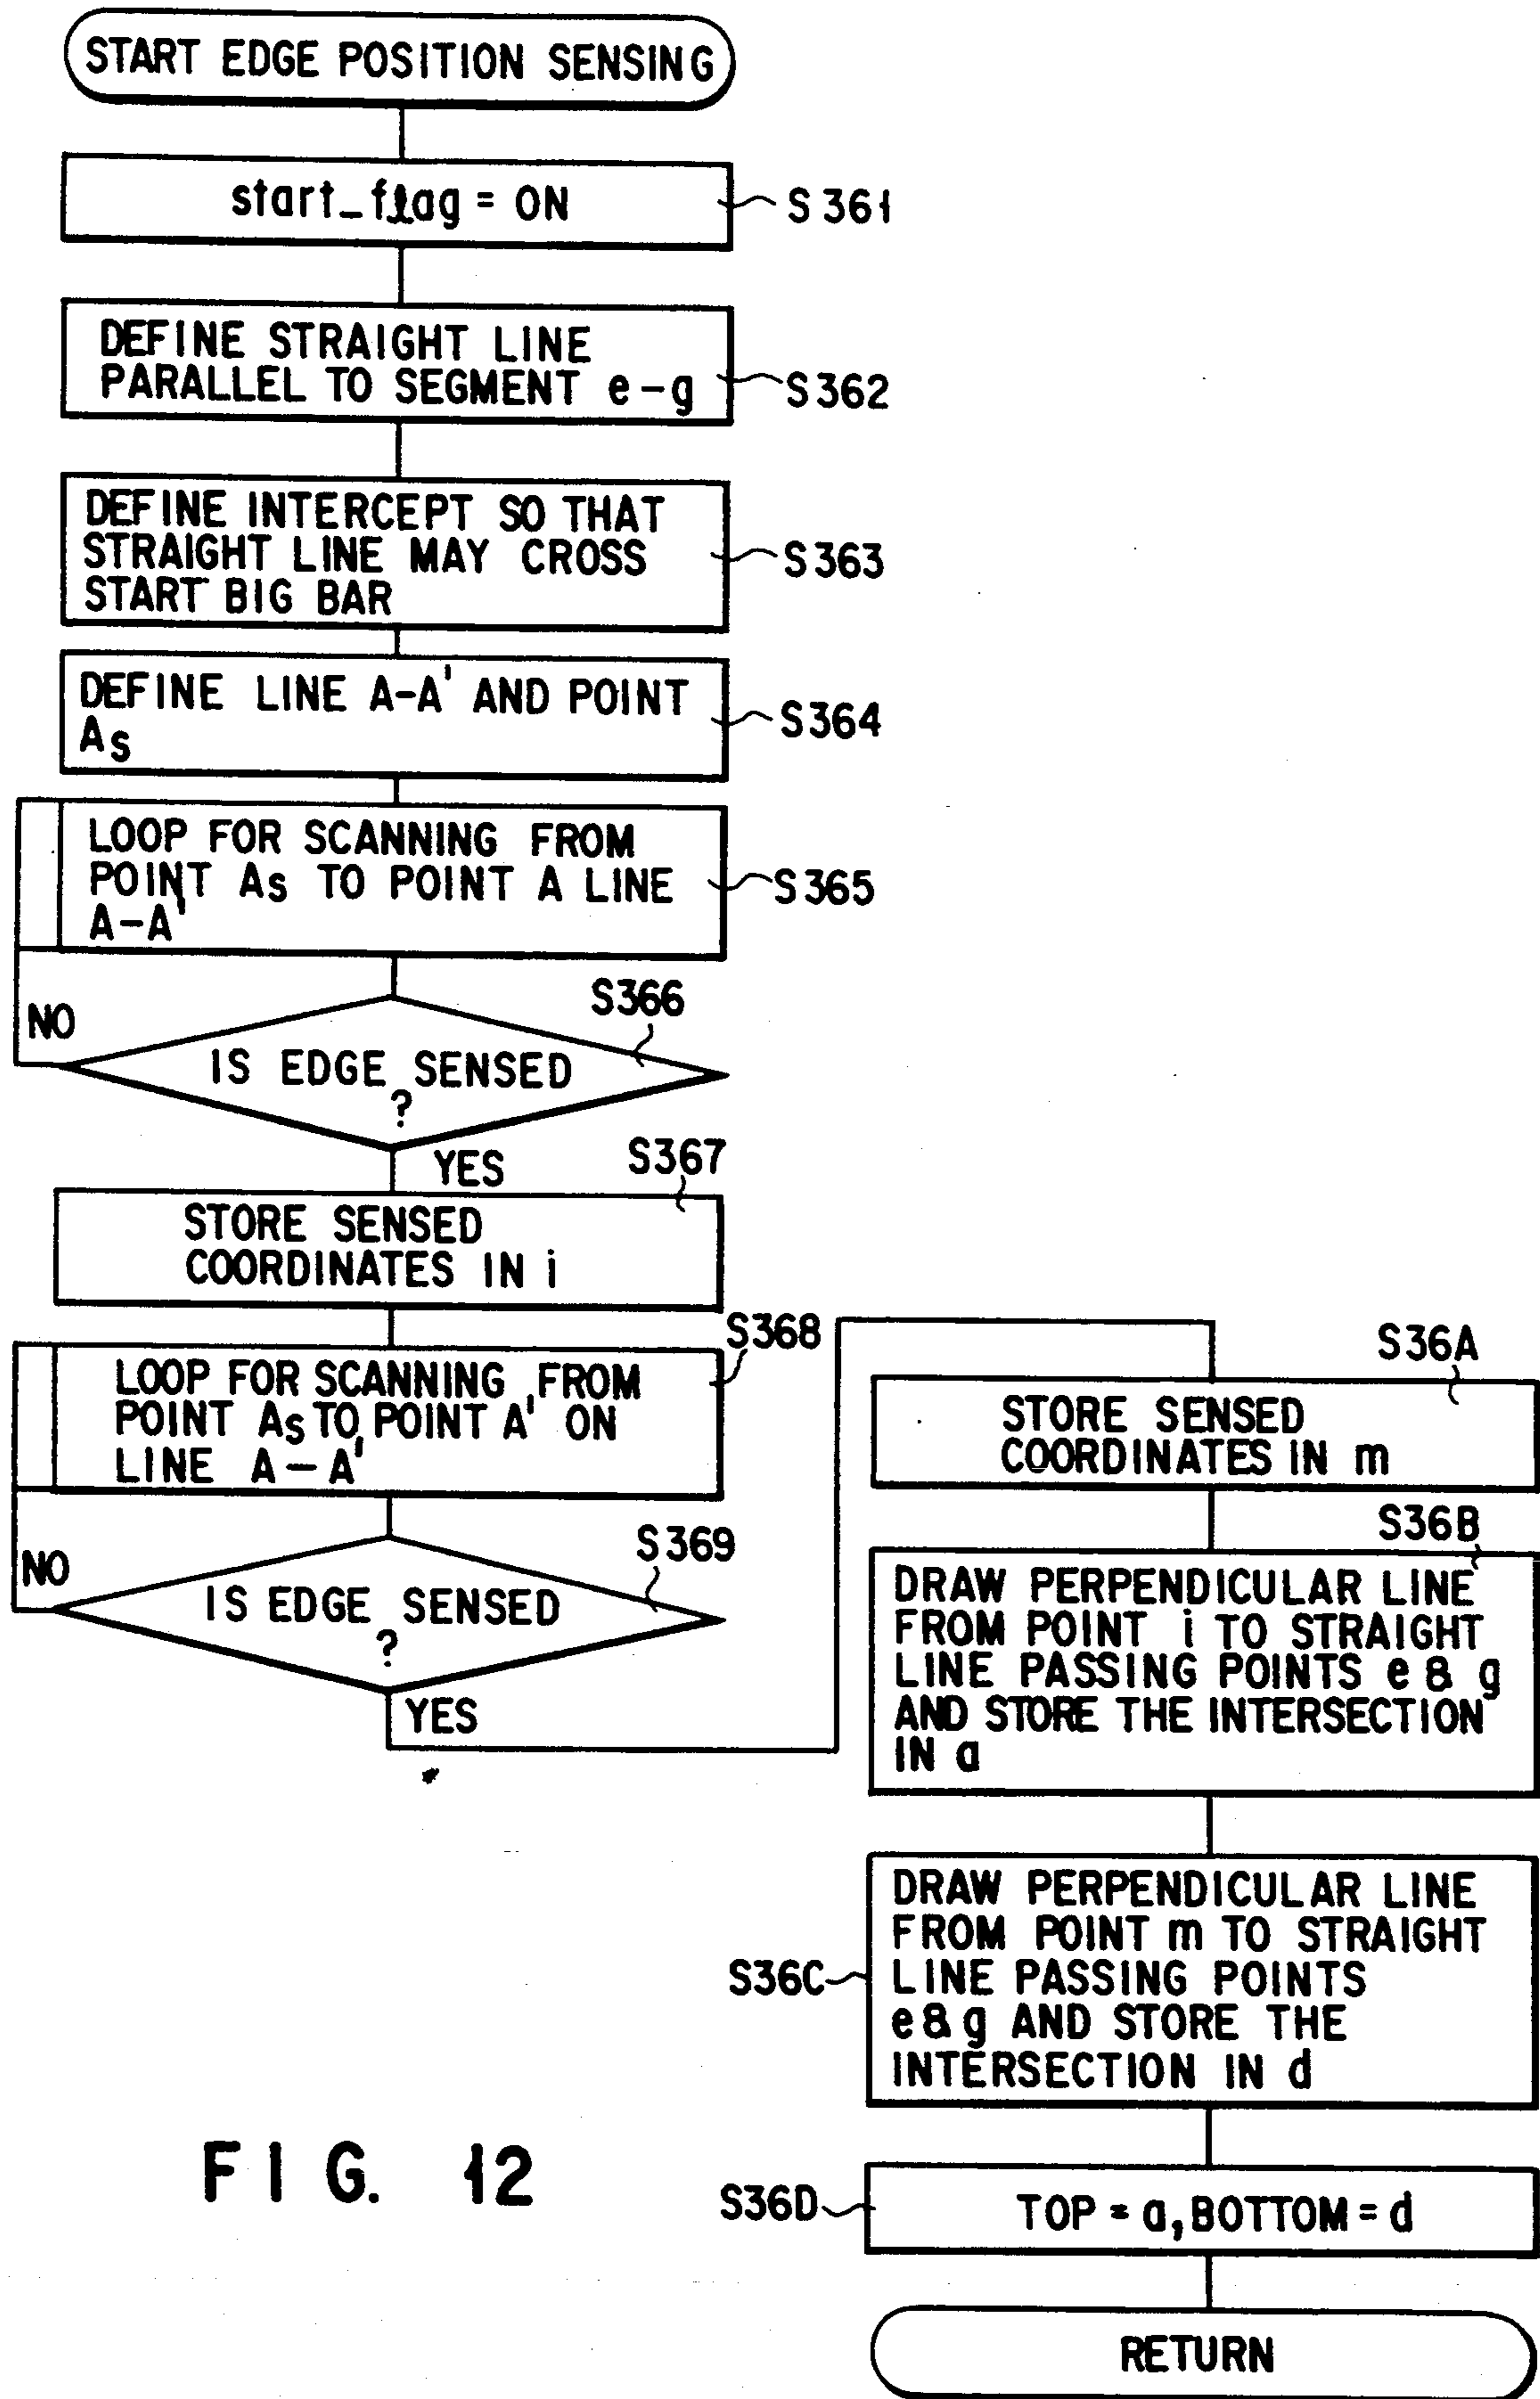 START EDGE POSITION SENSING
start_flag = ON
S361
DEFINE STRAIGHT LINE
PARALLEL TO SEGMENT e-g
S362
DEFINE INTERCEPT SO THAT
STRAIGHT LINE MAY CROSS
START BIG BAR
S363
DEFINE LINE A-A' AND POINT
As
S364
LOOP FOR SCANNING FROM
POINT As TO POINT A LINE
A-A'
S365
NO
S366
IS EDGE SENSED
?
YES
S367
STORE SENSED
COORDINATES IN i
S368
LOOP FOR SCANNING FROM
POINT As TO POINT A' ON
LINE A-A'
NO
S369
IS EDGE SENSED
?
YES
S36A
STORE SENSED
COORDINATES IN m
S36B
DRAW PERPENDICULAR LINE
FROM POINT i TO STRAIGHT
LINE PASSING POINTS e & g
AND STORE THE INTERSECTION
IN a
DRAW PERPENDICULAR LINE
FROM POINT m TO STRAIGHT
LINE PASSING POINTS
e & g AND STORE THE
INTERSECTION IN d
S36C
S36D
TOP = a, BOTTOM = d
RETURN
FIG. 12